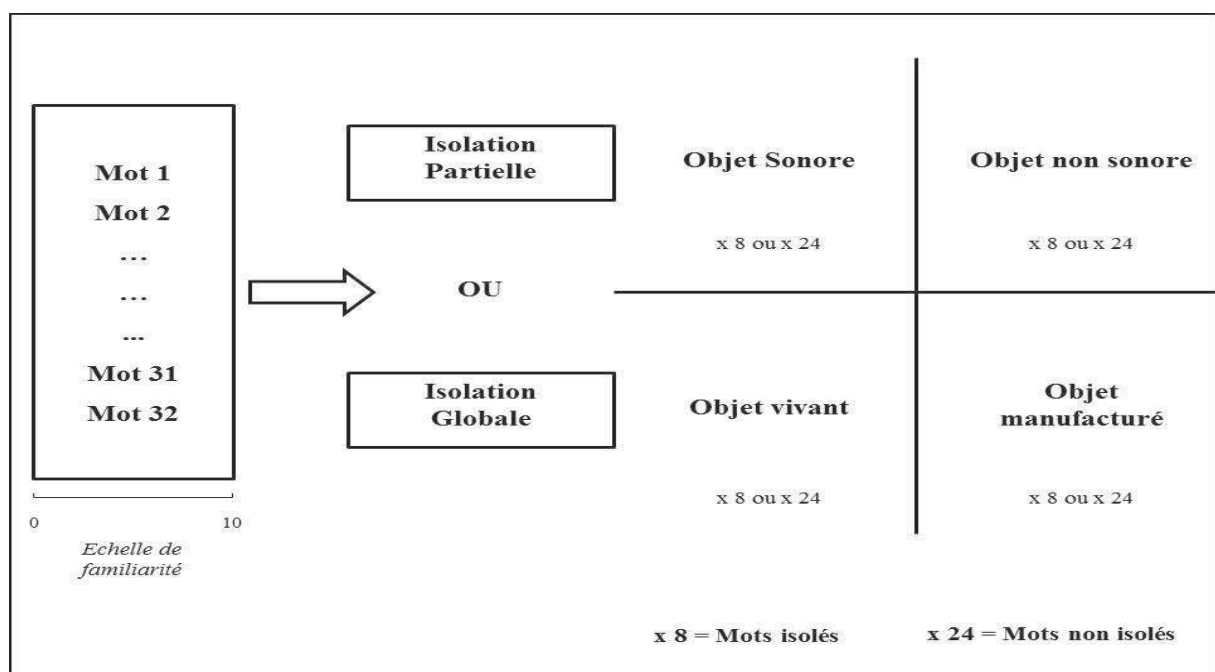 Mot 1
Mot 2
...
...
...
Mot 31
Mot 32
0 10
Echelle de
familiarité
Isolation
Partielle
OU
Isolation
Globale
Objet Sonore
x 8 ou x 24
Objet non sonore
x 8 ou x 24
Objet vivant
x 8 ou x 24
Objet
manufacturé
x 8 ou x 24
x 8 = Mots isolés
x 24 = Mots non isolés